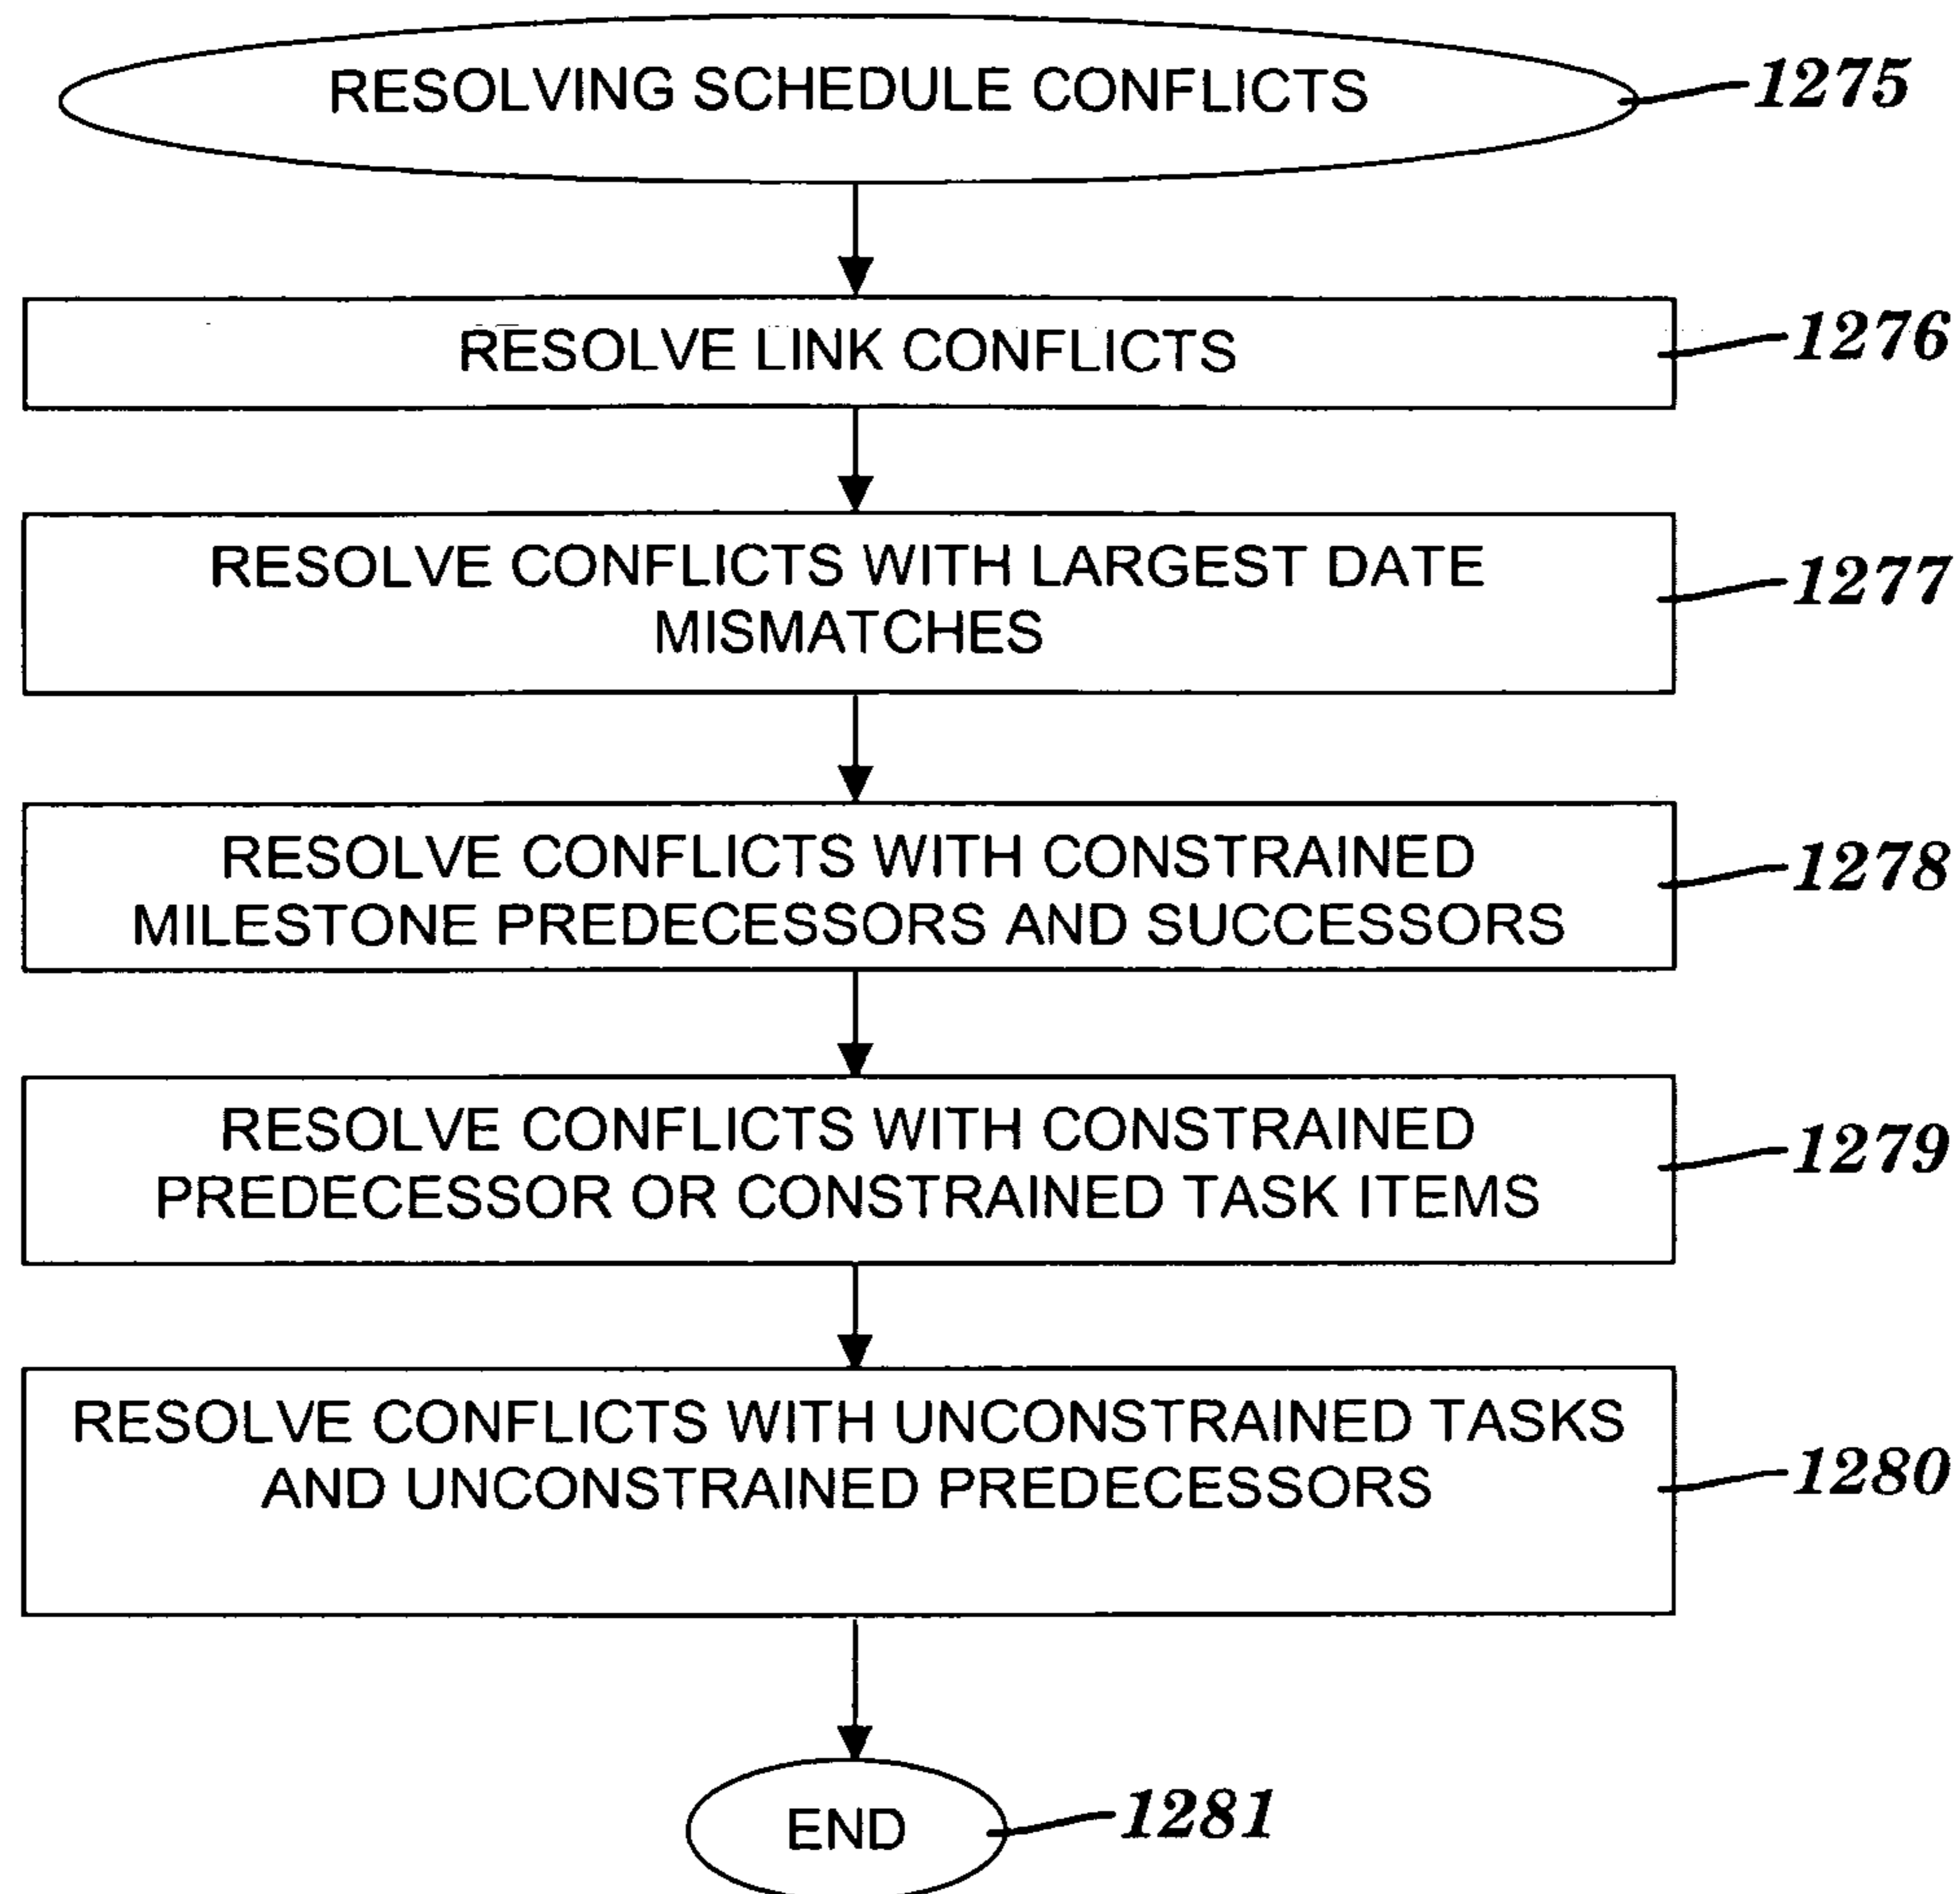 RESOLVING SCHEDULE CONFLICTS
1275
RESOLVE LINK CONFLICTS
1276
RESOLVE CONFLICTS WITH LARGEST DATE
MISMATCHES
1277
RESOLVE CONFLICTS WITH CONSTRAINED
MILESTONE PREDECESSORS AND SUCCESSORS
1278
RESOLVE CONFLICTS WITH CONSTRAINED
PREDECESSOR OR CONSTRAINED TASK ITEMS
1279
RESOLVE CONFLICTS WITH UNCONSTRAINED TASKS
AND UNCONSTRAINED PREDECESSORS
1280
END
1281